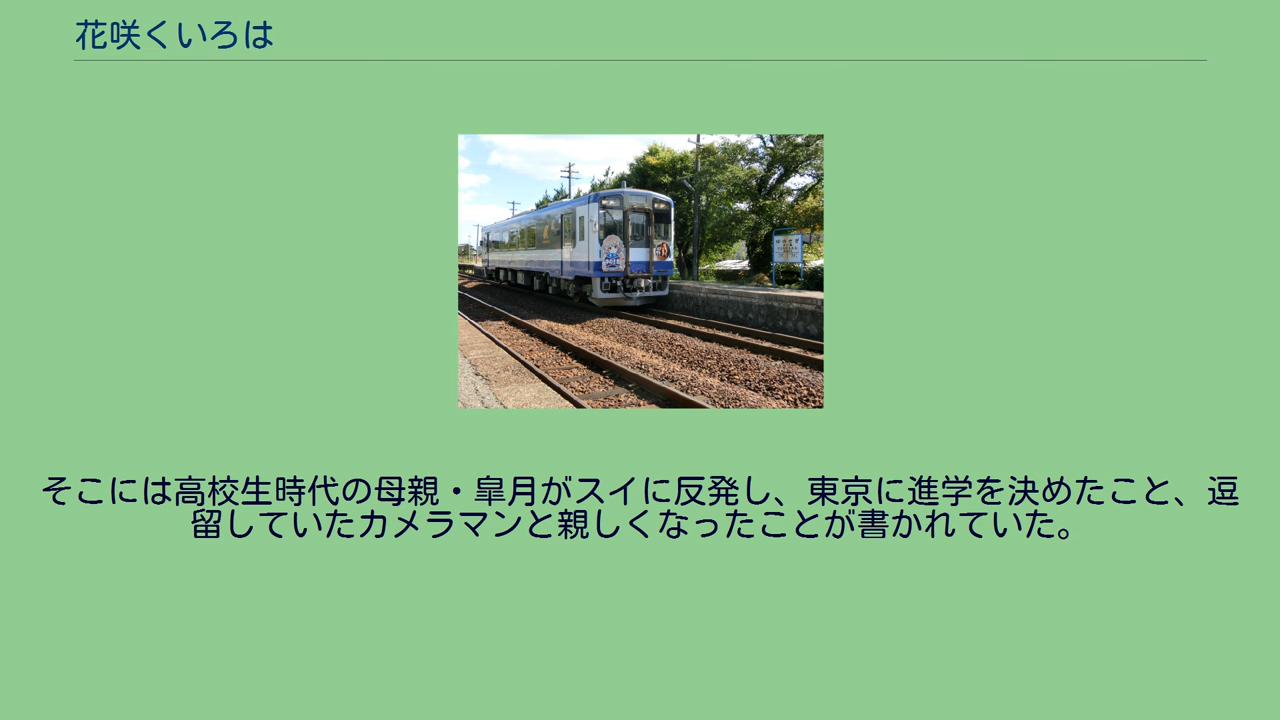 花咲くいろは
そこには高校生時代の母親・皐月がスイに反発し、東京に進学を決めたこと、逗
留していたカメラマンと親しくなったことが書かれていた。